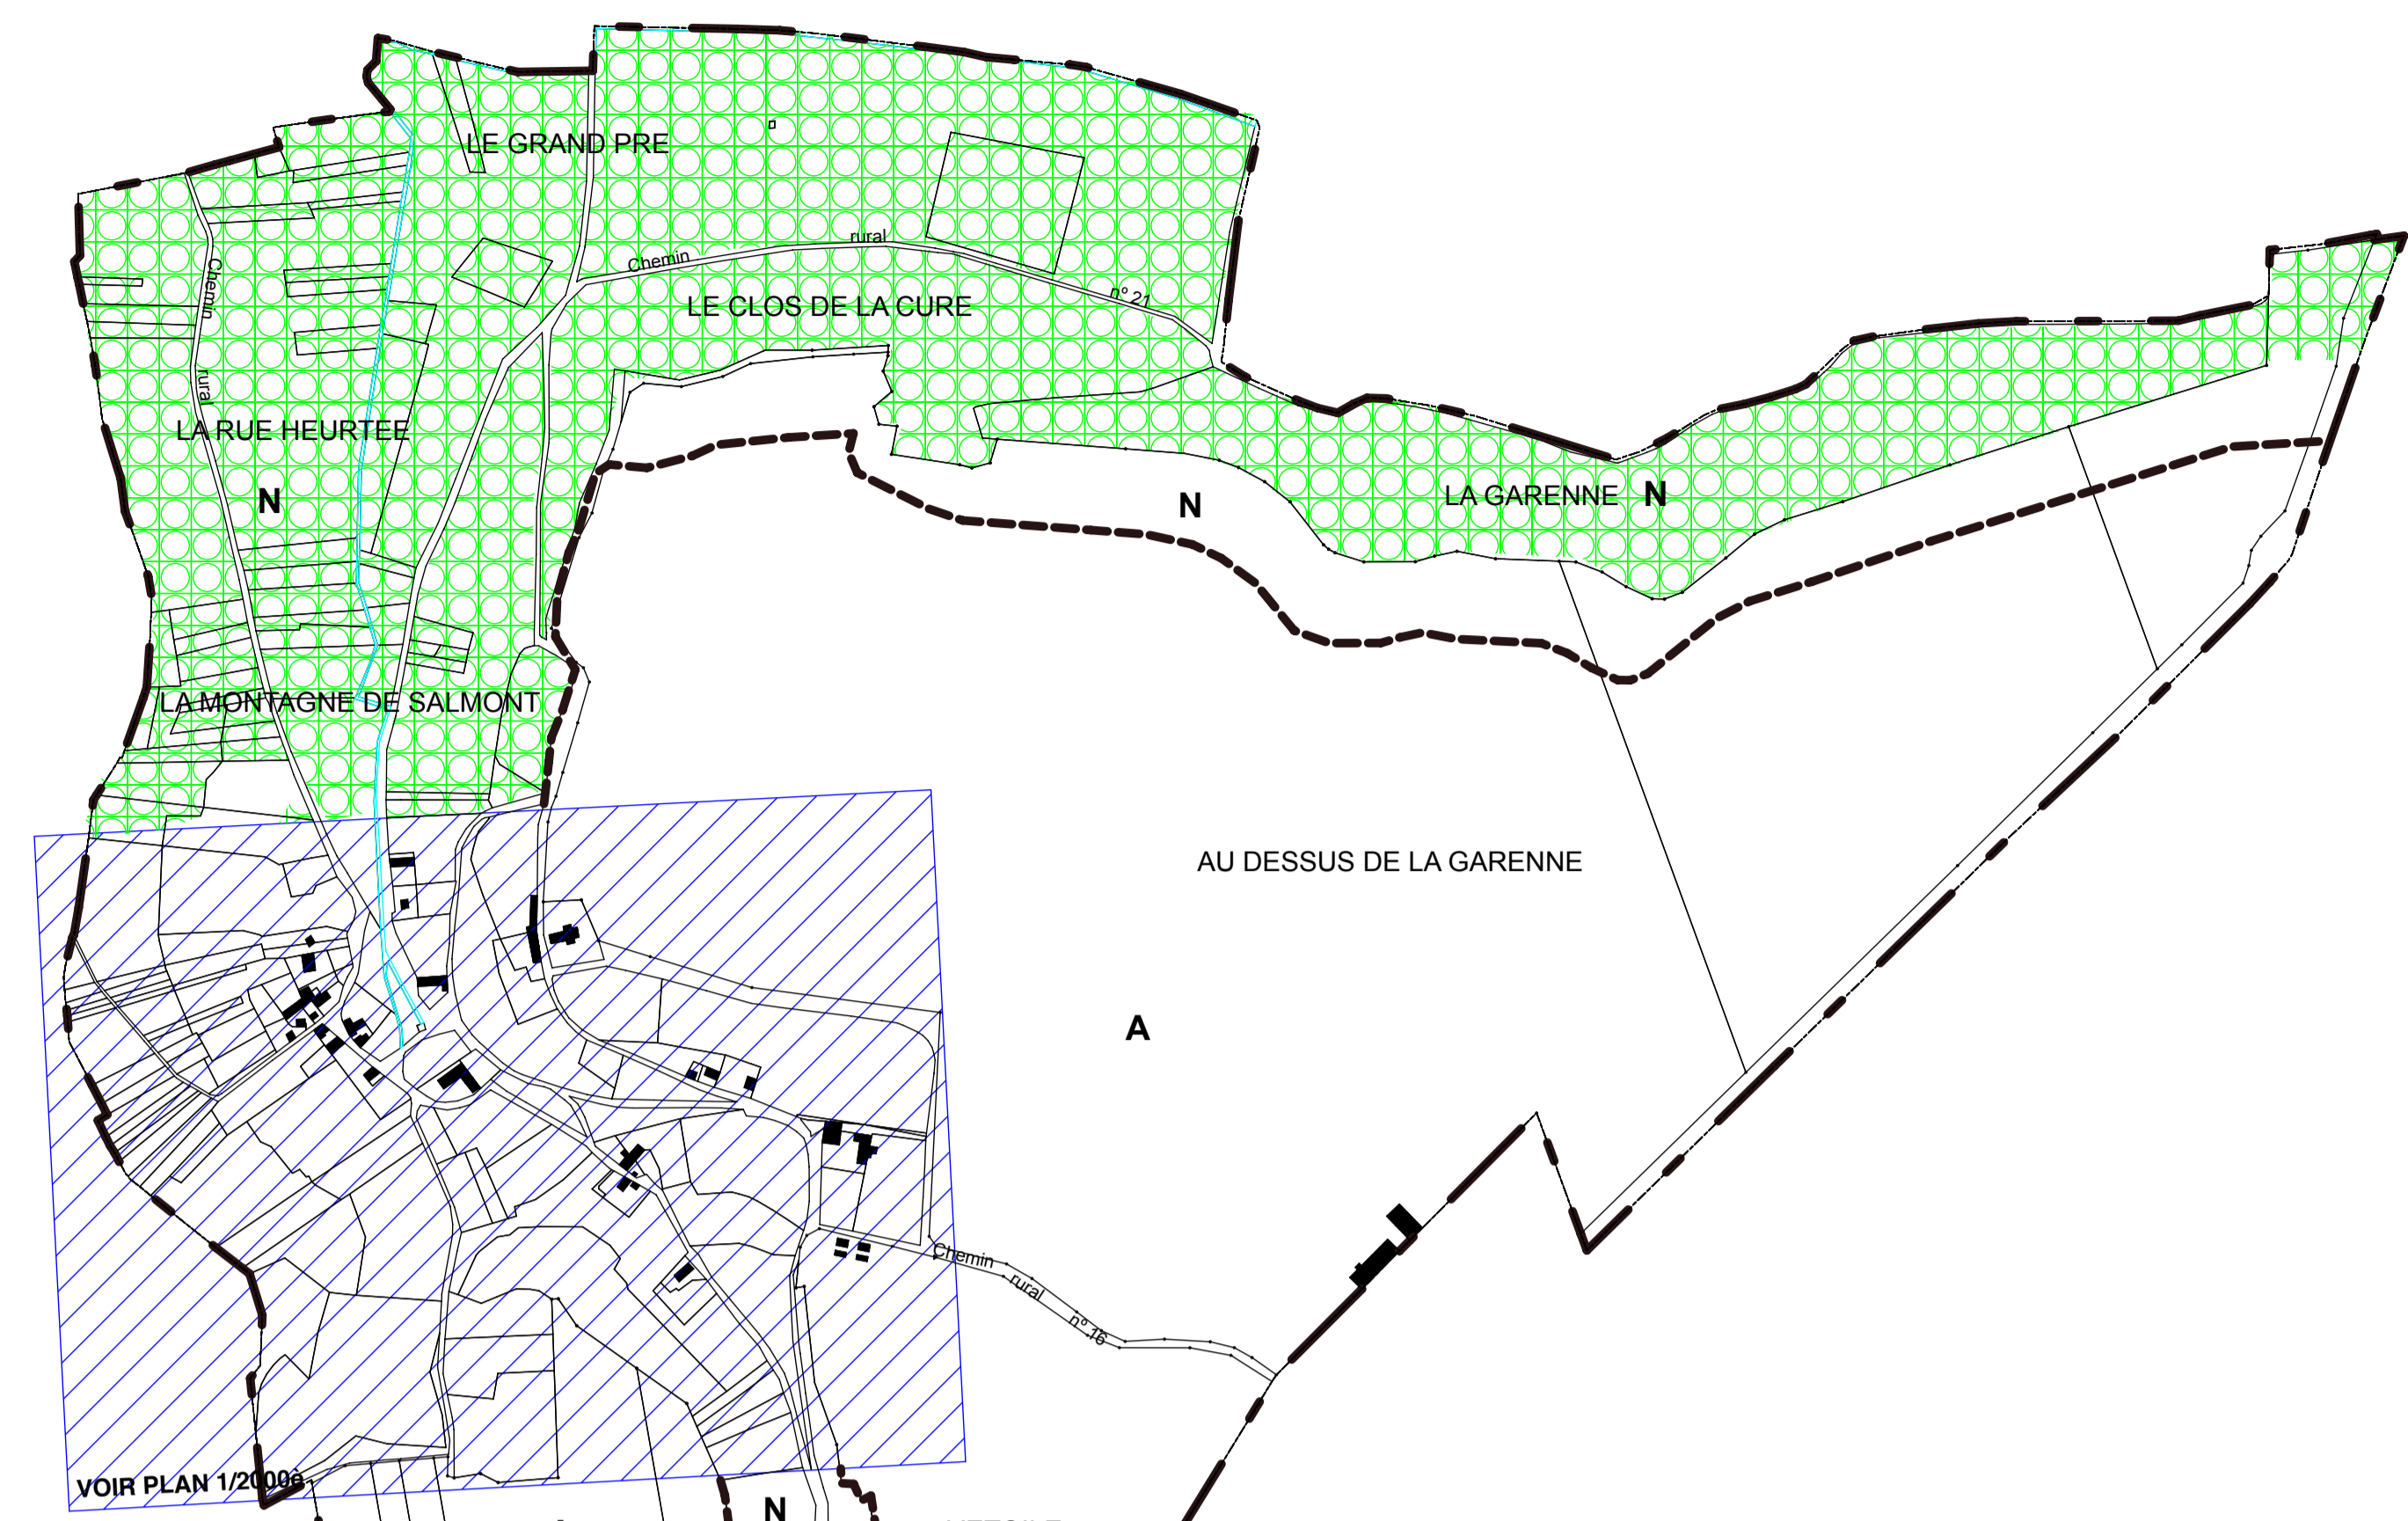 LE GRAND PRE
Chemin
rural
n° 21
LE CLOS DE LA CURE
Chemin
rural
LA RUE HEURTEE
N
N
LA GARENNE N
LA MONTAGNE DE SALMONT
AU DESSUS DE LA GARENNE
A
Chemin
rural
n° 16
VOIR PLAN 1/2000è
N